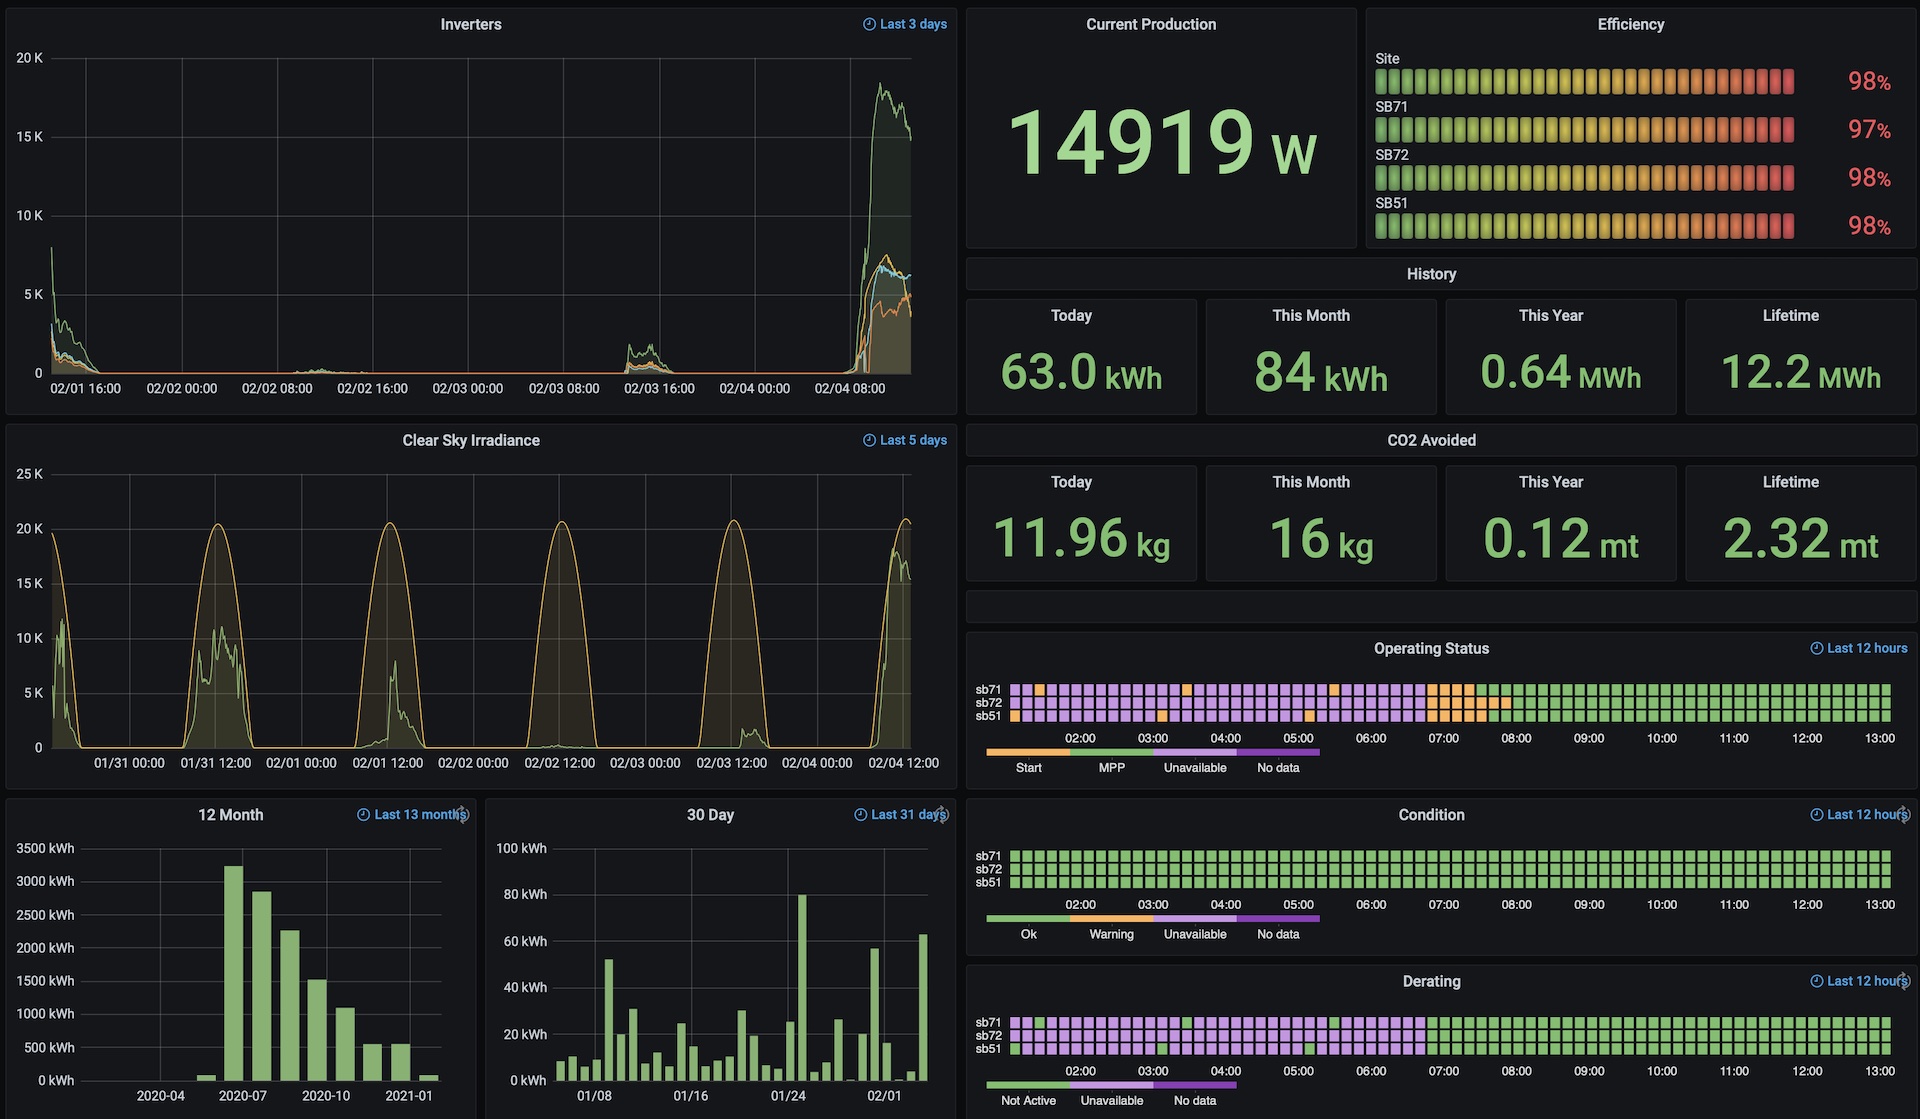 Inverters
Last 3 days
20 K
15 K
10 K
5 K
0
02/01 16:00 02/02 00:00 02/02 08:00 02/02 16:00 02/03 00:00 02/03 08:00 02/03 16:00 02/04 00:00 02/04 08:00
Current Production
14919 W
Efficiency
Site
98%
SB71
97%
SB72
98%
SB51
98%
History
Today
63.0 kWh
This Month
84 kWh
This Year
0.64 MWh
Lifetime
12.2 MWh
Clear Sky Irradiance
Last 5 days
25 K
20 K
15 K
10 K
5 K
0
01/31 00:00 01/31 12:00 02/01 00:00 02/01 12:00 02/02 00:00 02/02 12:00 02/03 00:00 02/03 12:00 02/04 00:00 02/04 12:00
CO2 Avoided
Today
11.96 kg
This Month
16 kg
This Year
0.12 mt
Lifetime
2.32 mt
Operating Status
Last 12 hours
sb71
sb72
sb51
02:00 03:00 04:00 05:00 06:00 07:00 08:00 09:00 10:00 11:00 12:00 13:00
Start MPP Unavailable No data
12 Month
Last 13 months
3500 kWh
3000 kWh
2500 kWh
2000 kWh
1500 kWh
1000 kWh
500 kWh
0 kWh
2020-04 2020-07 2020-10 2021-01
30 Day
Last 31 days
100 kWh
80 kWh
60 kWh
40 kWh
20 kWh
0 kWh
01/08 01/16 01/24 02/01
Condition
Last 12 hours
sb71
sb72
sb51
02:00 03:00 04:00 05:00 06:00 07:00 08:00 09:00 10:00 11:00 12:00 13:00
Ok Warning Unavailable No data
Derating
Last 12 hours
sb71
sb72
sb51
02:00 03:00 04:00 05:00 06:00 07:00 08:00 09:00 10:00 11:00 12:00 13:00
Not Active Unavailable No data